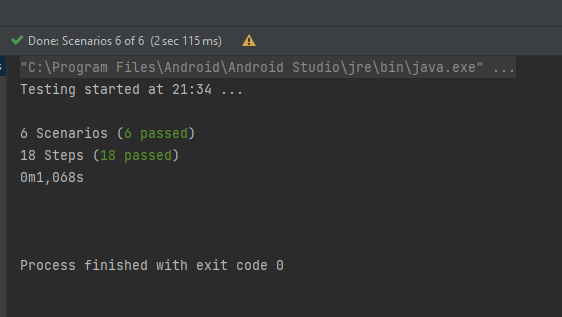 Done: Scenarios 6 of 6 (2 sec 115 ms)
"C:\Program Files\Android\Android Studio\jre\bin\java.exe" ...
Testing started at 21:34 ...
6 Scenarios (6 passed)
18 Steps (18 passed)
0m1,068s
Process finished with exit code 0